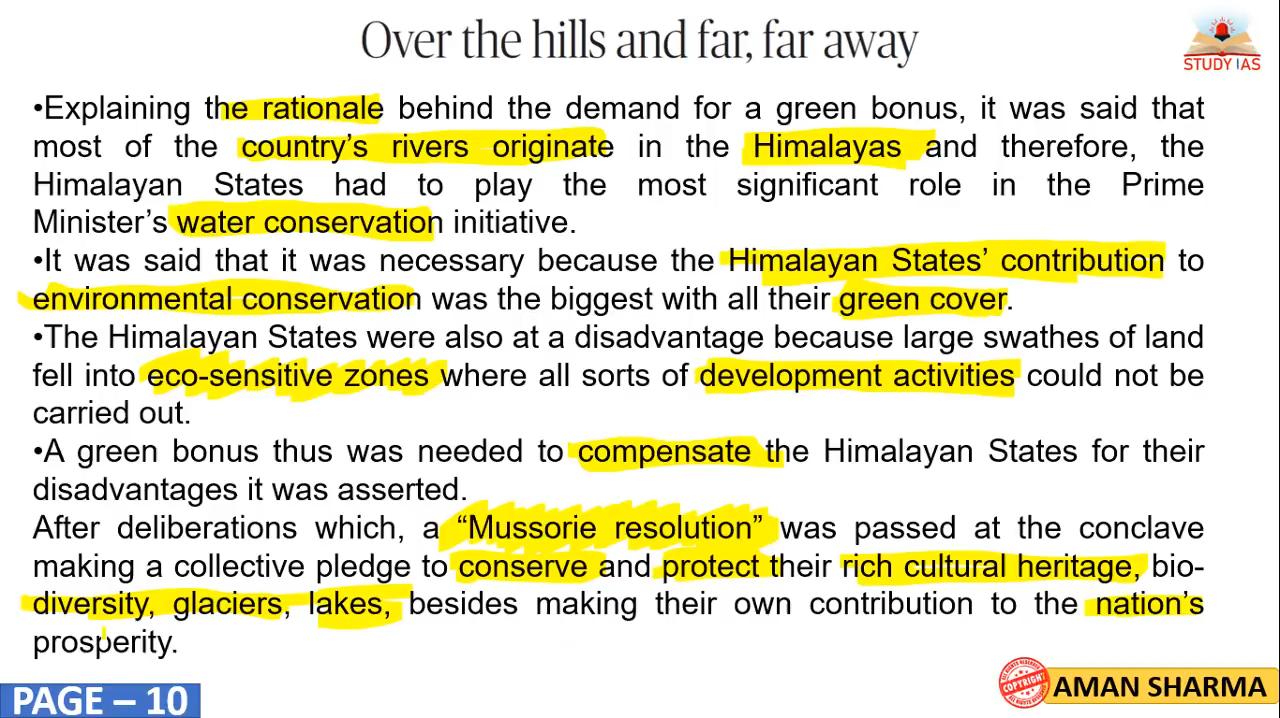 Over the hills and far, far away
STUDY IAS
•Explaining the rationale behind the demand for a green bonus, it was said that
most of the country's rivers originate in the Himalayas and therefore, the
Himalayan States had to play the most significant role in the Prime
Minister's water conservation initiative.
•It was said that it was necessary because the Himalayan States' contribution to
environmental conservation was the biggest with all their green cover.
•The Himalayan States were also at a disadvantage because large swathes of land
fell into eco-sensitive zones where all sorts of development activities could not be
carried out.
•A green bonus thus was needed to compensate the Himalayan States for their
disadvantages it was asserted.
After deliberations which, a “Mussorie resolution” was passed at the conclave
making a collective pledge to conserve and protect their rich cultural heritage, bio-
diversity, glaciers, lakes, besides making their own contribution to the nation's
prosperity.
PAGE – 10
COPYRIGHT
AMAN SHARMA